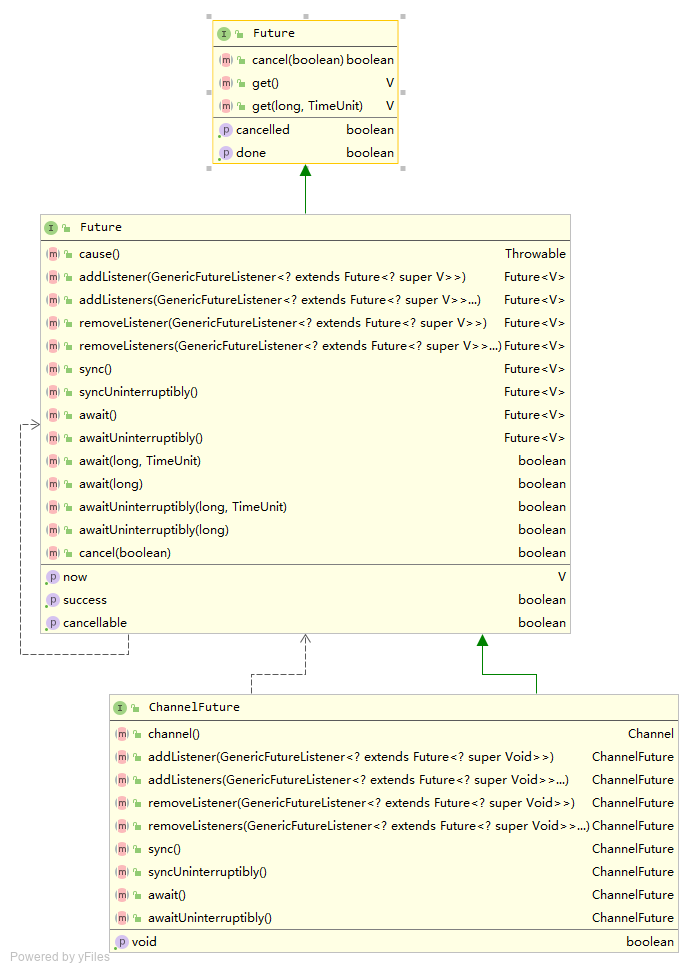 I Future
m cancel(boolean) boolean
m get() V
m get(long, TimeUnit) V
p cancelled boolean
p done boolean
I Future
m cause() Throwable
m addListener(GenericFutureListener<? extends Future<? super V>>) Future<V>
m addListeners(GenericFutureListener<? extends Future<? super V>>...) Future<V>
m removeListener(GenericFutureListener<? extends Future<? super V>>) Future<V>
m removeListeners(GenericFutureListener<? extends Future<? super V>>...) Future<V>
m sync() Future<V>
m syncUninterruptibly() Future<V>
m await() Future<V>
m awaitUninterruptibly() Future<V>
m await(long, TimeUnit) boolean
m await(long) boolean
m awaitUninterruptibly(long, TimeUnit) boolean
m awaitUninterruptibly(long) boolean
m cancel(boolean) boolean
p now V
p success boolean
p cancellable boolean
I ChannelFuture
m channel() Channel
m addListener(GenericFutureListener<? extends Future<? super Void>>) ChannelFuture
m addListeners(GenericFutureListener<? extends Future<? super Void>>...) ChannelFuture
m removeListener(GenericFutureListener<? extends Future<? super Void>>) ChannelFuture
m removeListeners(GenericFutureListener<? extends Future<? super Void>>...) ChannelFuture
m sync() ChannelFuture
m syncUninterruptibly() ChannelFuture
m await() ChannelFuture
m awaitUninterruptibly() ChannelFuture
p void boolean
Powered by yFiles